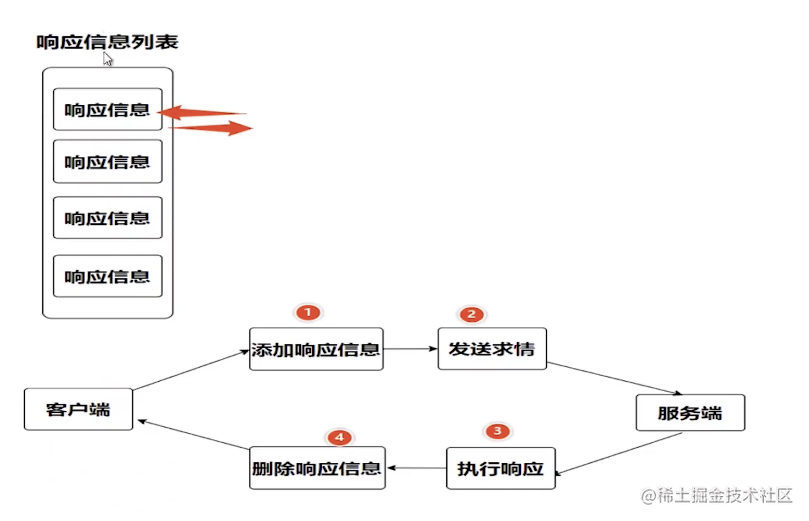 响应信息列表
响应信息
响应信息
响应信息
响应信息
1
2
添加响应信息
发送求情
客户端
服务端
4
3
删除响应信息
执行响应
@稀土掘金技术社区